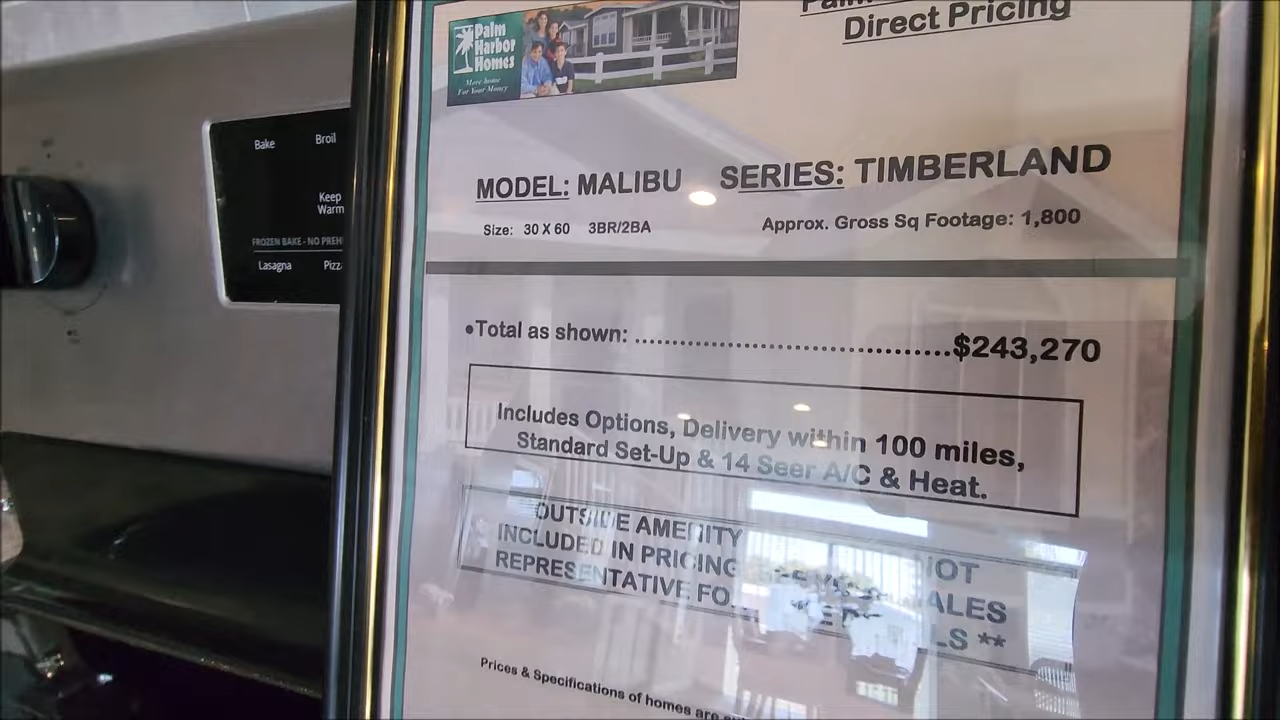 Palm
Harbor
Homes
More home
For Your Money
Direct Pricing
Bake
Broil
Keep
Warm
FROZEN BAKE - NO
Lasagna
MODEL: MALIBU SERIES: TIMBERLAND
Size: 30 X 60 3BR/2BA Approx. Gross Sq Footage: 1,800
•Total as shown: ........................................$243,270
Includes Options, Delivery within 100 miles,
Standard Set-Up & 14 Seer A/C & Heat.
OUTSIDE AMENITY
INCLUDED IN PRICING
REPRESENTATIVE
**
Prices & Specifications of homes are